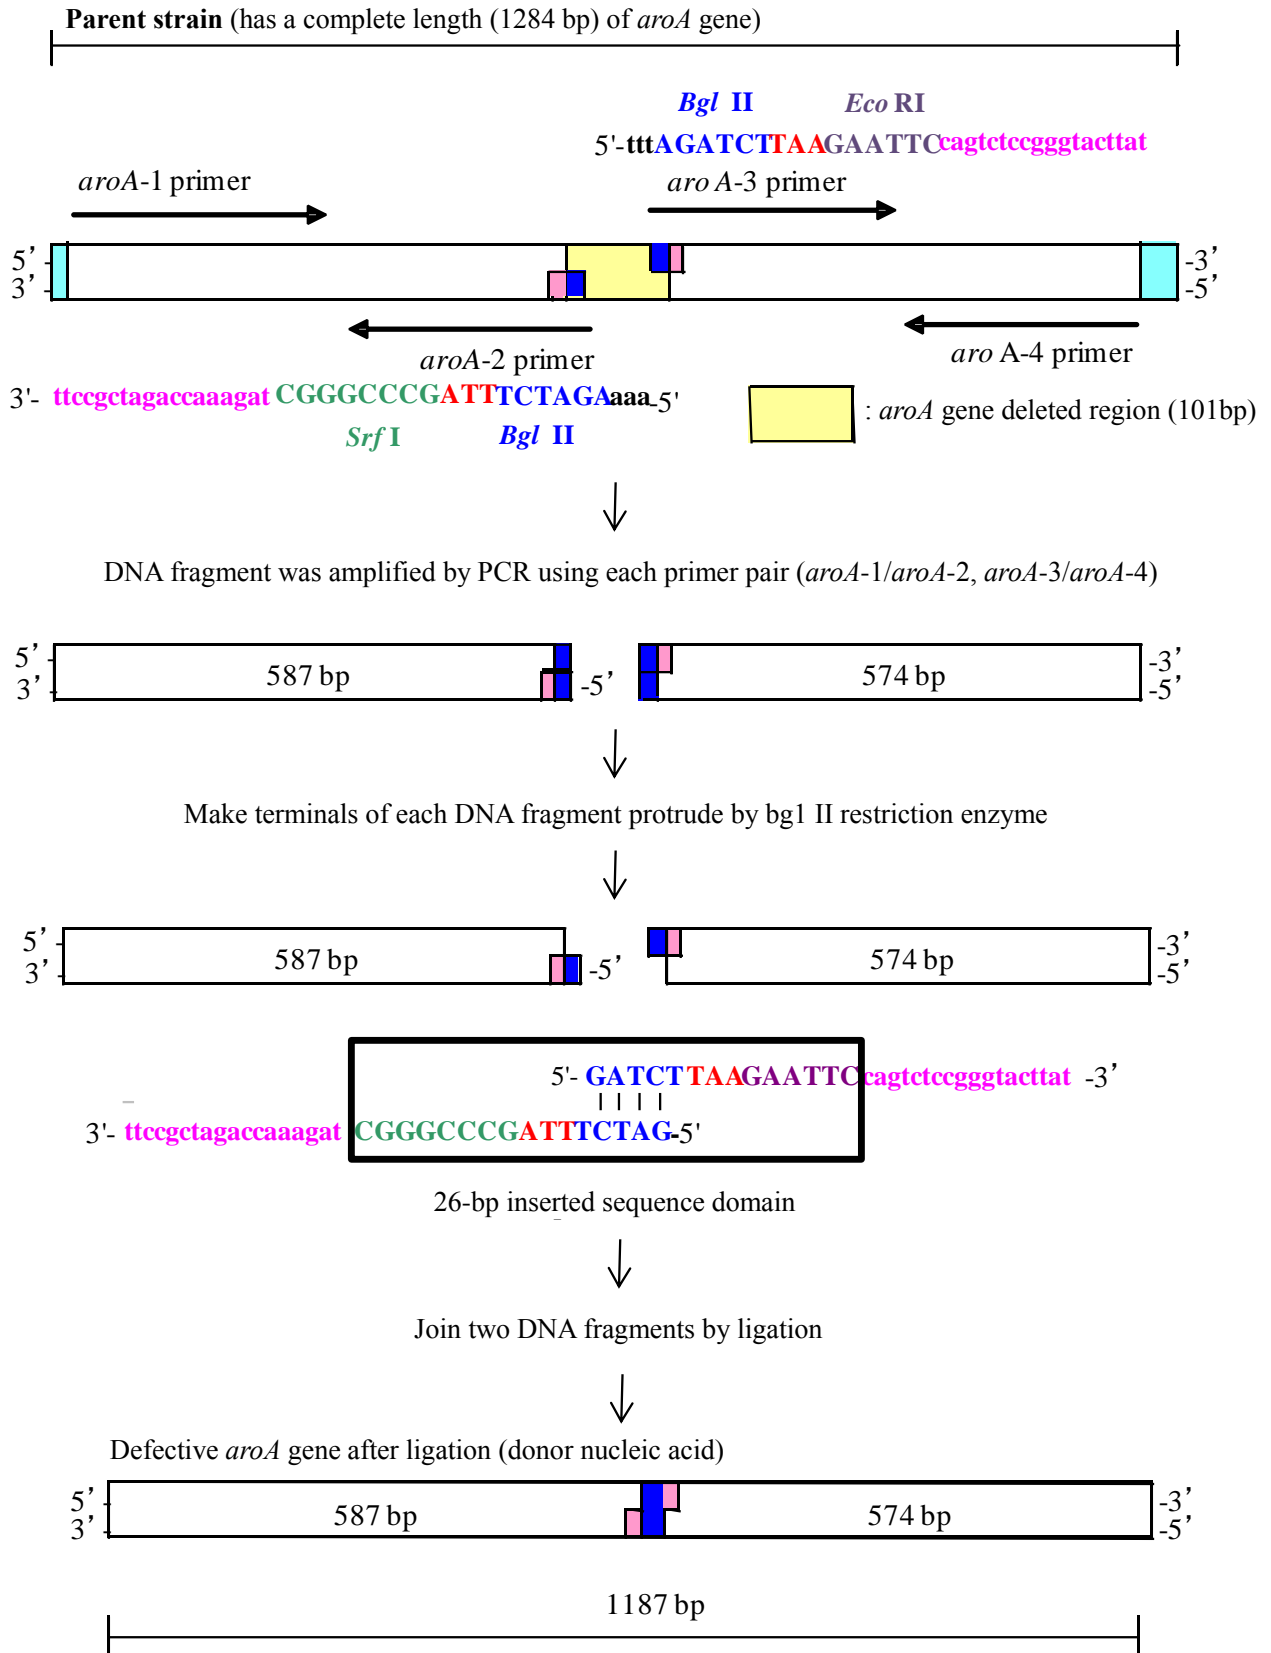 Parent strain (has a complete length (1284 bp) of aroA gene)
Bgl II Eco RI
5'-tttAGATCTTAAGAATTCcagtctccgggtacttat
aroA-1 primer aro A-3 primer
5’ -3’
3’ -5’
aroA-2 primer aro A-4 primer
3'- ttccgctagaccaaagat CGGGCCCGATTTCTAGAaaa-5'
: aroA gene deleted region (101bp)
Srf I Bgl II
DNA fragment was amplified by PCR using each primer pair (aroA-1/aroA-2, aroA-3/aroA-4)
5’ 587 bp 574 bp -3’
3’ -5’ -5’
Make terminals of each DNA fragment protrude by bg1 II restriction enzyme
5’ 587 bp 574 bp -3’
3’ -5’ -5’
5'- GATCTTAAGAATTCcagtctccgggtacttat -3’
3'- ttccgctagaccaaagat CGGGCCCGATTTCTAG-5'
26-bp inserted sequence domain
Join two DNA fragments by ligation
Defective aroA gene after ligation (donor nucleic acid)
5’ 587 bp 574 bp -3’
3’ -5’
1187 bp